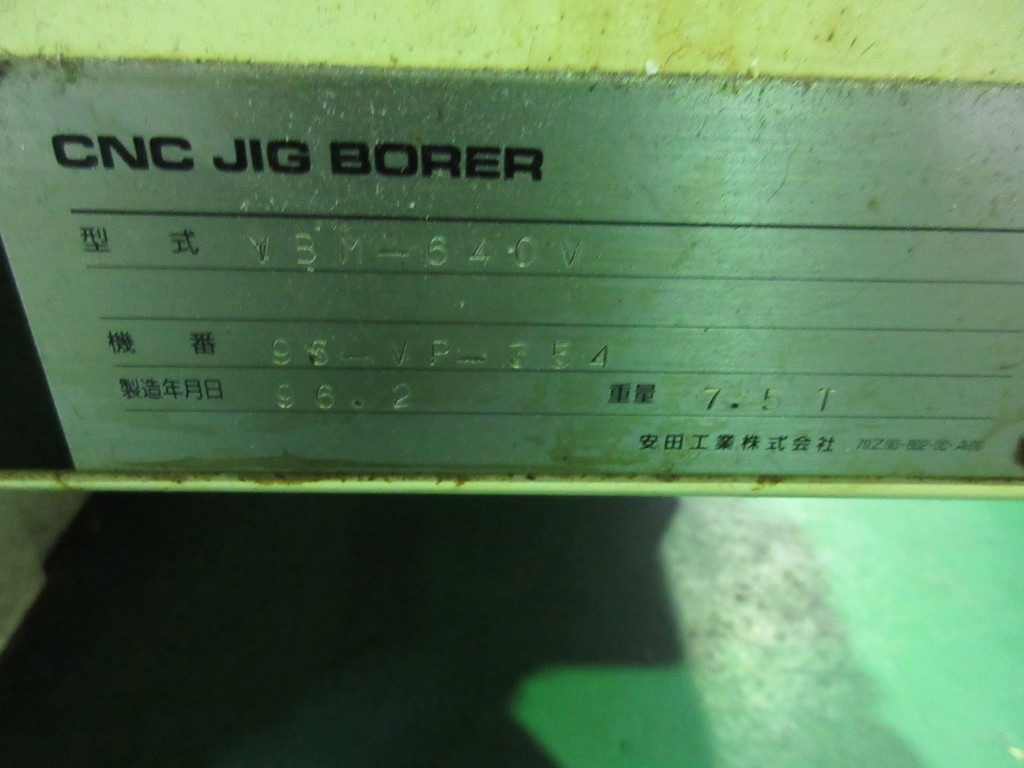 CNC JIG BORER
型 式 YBM-640V
機 番 96-VP-354
製造年月日 96.2 重量 7.5T
安田工業株式会社